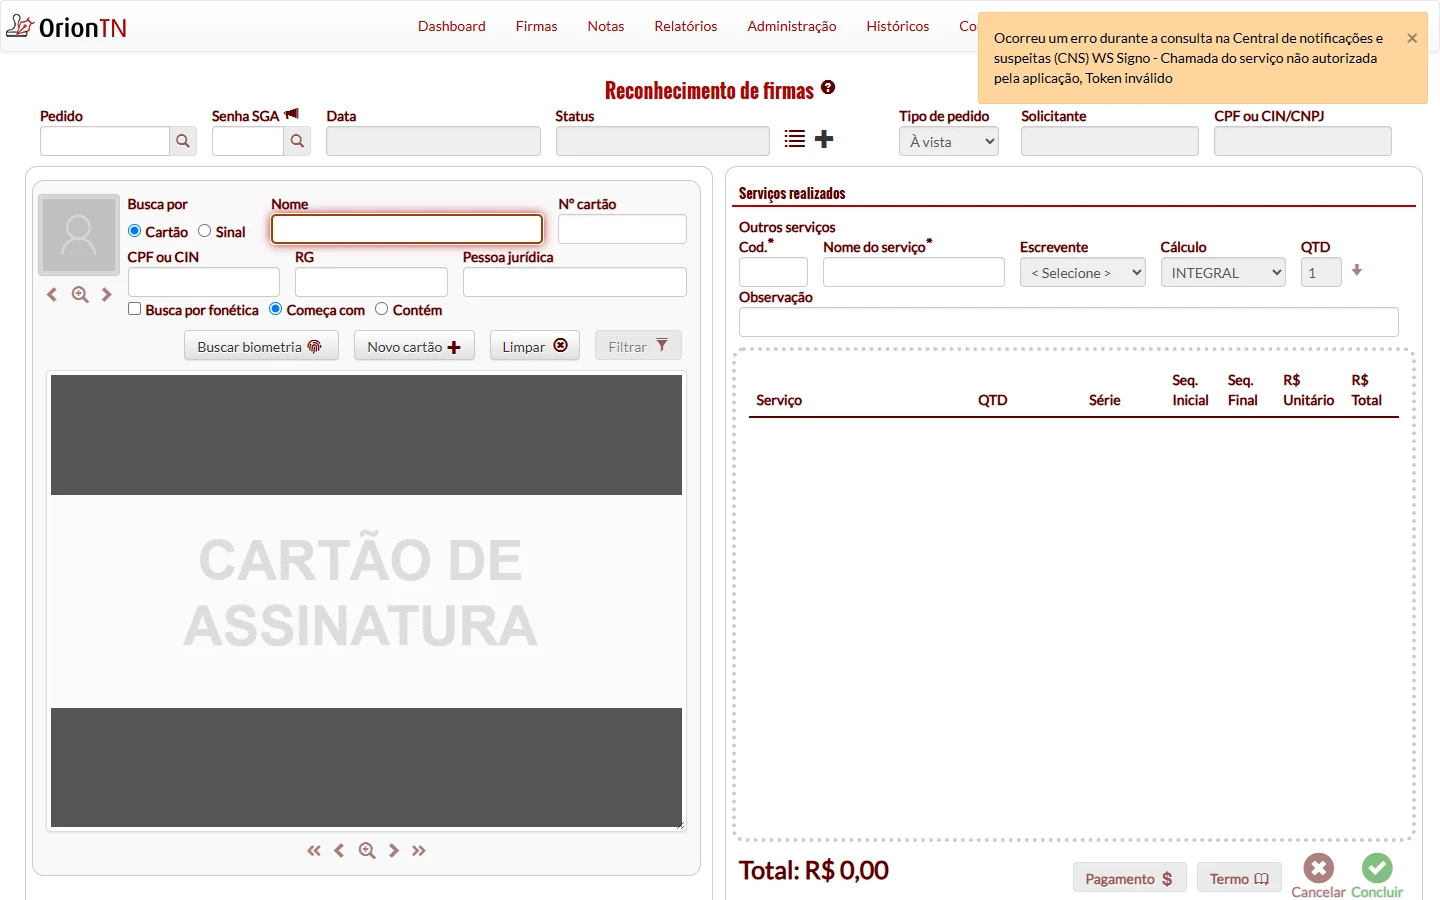 OrionTN
Dashboard Firmas Notas Relatórios Administração Históricos Co
Ocorreu um erro durante a consulta na Central de notificações e
suspeitas (CNS) WS Signo - Chamada do serviço não autorizada
pela aplicação, Token inválido
×
Reconhecimento de firmas
Pedido Senha SGA Data Status Tipo de pedido Solicitante CPF ou CIN/CNPJ
À vista
Busca por Nome Nº cartão
Cartão Sinal
CPF ou CIN RG Pessoa jurídica
Busca por fonética Começa com Contém
Buscar biometria Novo cartão Limpar Filtrar
CARTÃO DE
ASSINATURA
Serviços realizados
Outros serviços
Cod.* Nome do serviço* Escrevente Cálculo QTD
< Selecione > INTEGRAL 1
Observação
Serviço QTD Série Seq. Inicial Seq. Final R$ Unitário R$ Total
Total: R$ 0,00
Pagamento $ Termo Cancelar Concluir